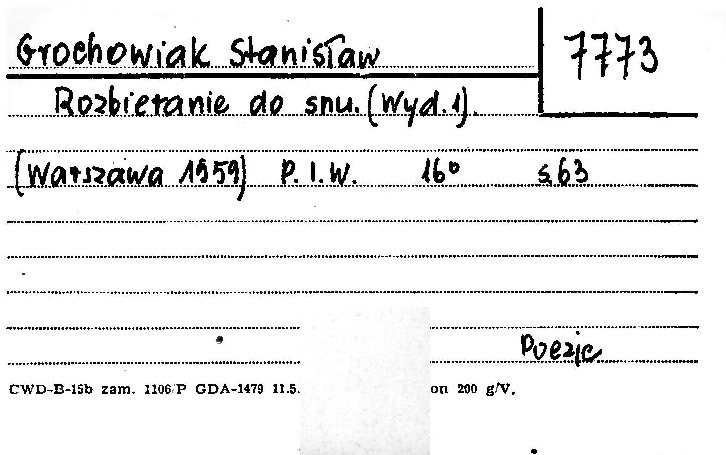 Grochowiak Stanisław
7773
Rozbieranie do snu. (Wyd. 1).
(Warszawa 1959) P. I. W. 16° s. 63
Poezje
CWD-B-15b zam. 1106/P GDA-1479 11.5. on 200 g/V.